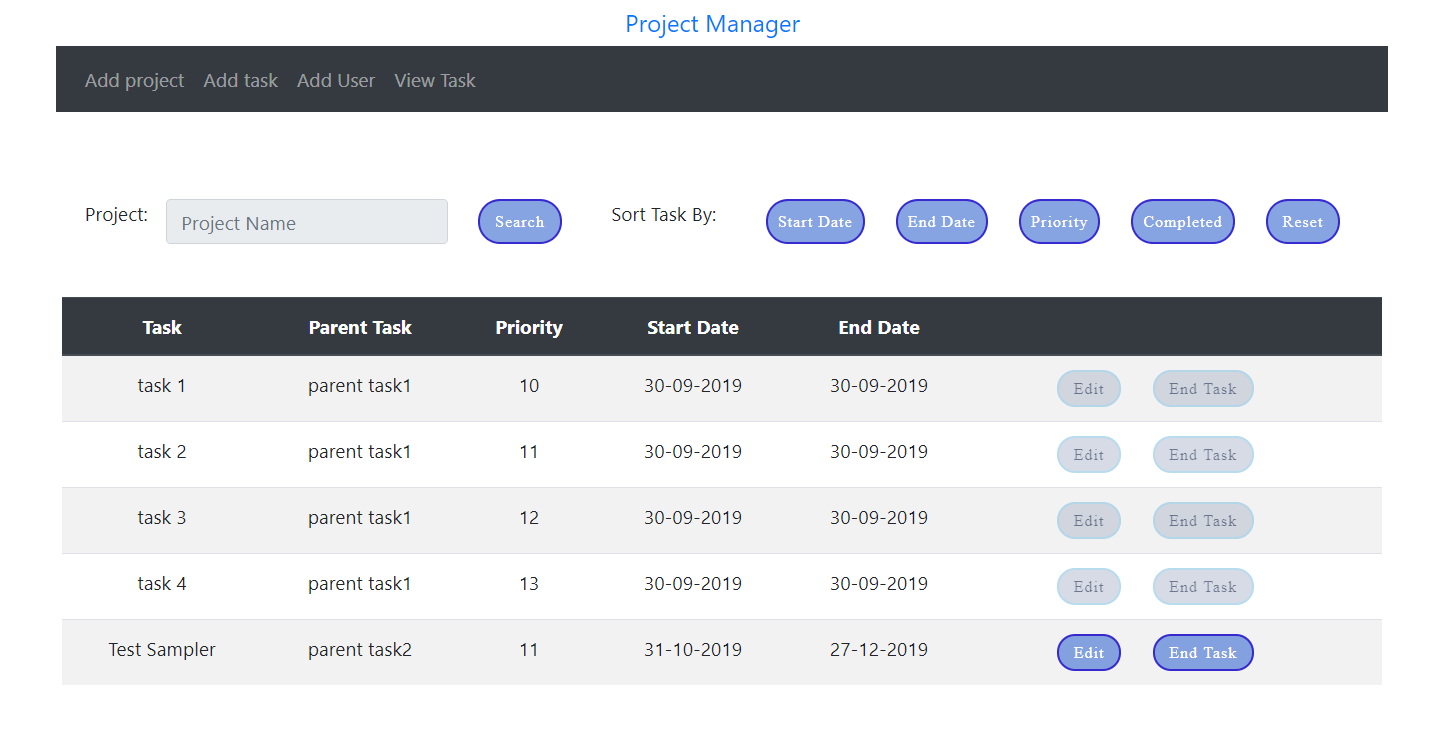 Project Manager
Add project Add task Add User View Task
Project: Project Name Search Sort Task By: Start Date End Date Priority Completed Reset
Task Parent Task Priority Start Date End Date
task 1 parent task1 10 30-09-2019 30-09-2019 Edit End Task
task 2 parent task1 11 30-09-2019 30-09-2019 Edit End Task
task 3 parent task1 12 30-09-2019 30-09-2019 Edit End Task
task 4 parent task1 13 30-09-2019 30-09-2019 Edit End Task
Test Sampler parent task2 11 31-10-2019 27-12-2019 Edit End Task